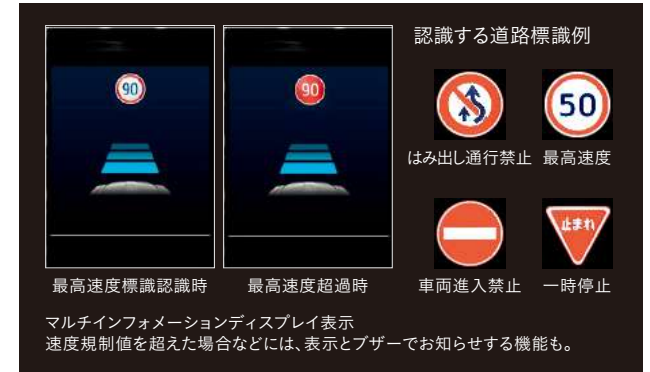 認識する道路標識例
90
90
50
はみ出し通行禁止
最高速度
止まれ
最高速度標識認識時
最高速度超過時
車両進入禁止
一時停止
マルチインフォメーションディスプレイ表示
速度規制値を超えた場合などには、表示とブザーでお知らせする機能も。